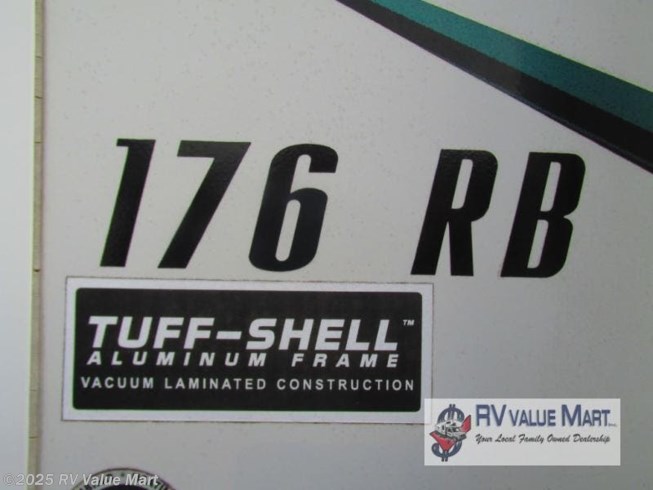 176 RB
TUFF-SHELL™
ALUMINUM FRAME
VACUUM LAMINATED CONSTRUCTION
RV VALUE MART
Your Local Family Owned Dealership
©2025 RV Value Mart